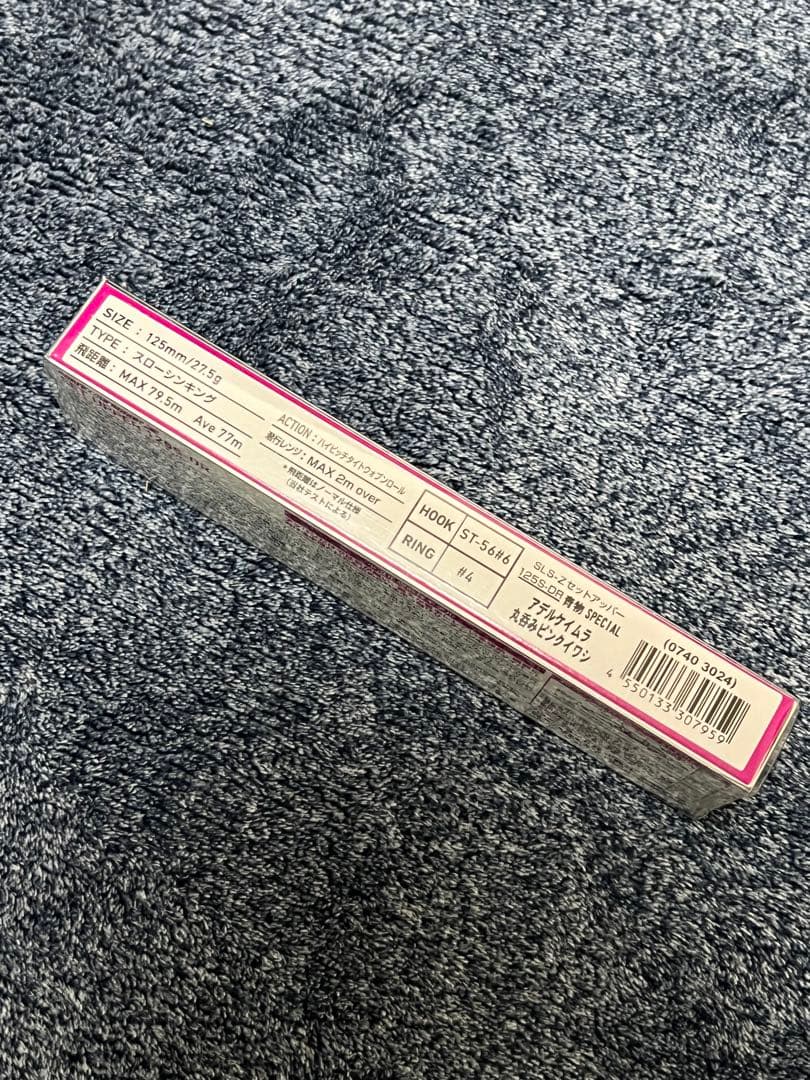 SIZE : 125mm/27.5g
TYPE : スローシンキング
飛距離 : MAX 79.5m Ave 77m
ACTION : ハイピッチタイトウォブンロール
潜行レンジ : MAX 2m over
*飛距離はノーマル仕様
(当社テストによる)
HOOK ST-56#6
RING #4
SLS-Z セットアッパー
125S-DR 青物 SPECIAL
アデルケイムラ
丸呑みピンクイワシ
(0740 3024)
4 550133 307959